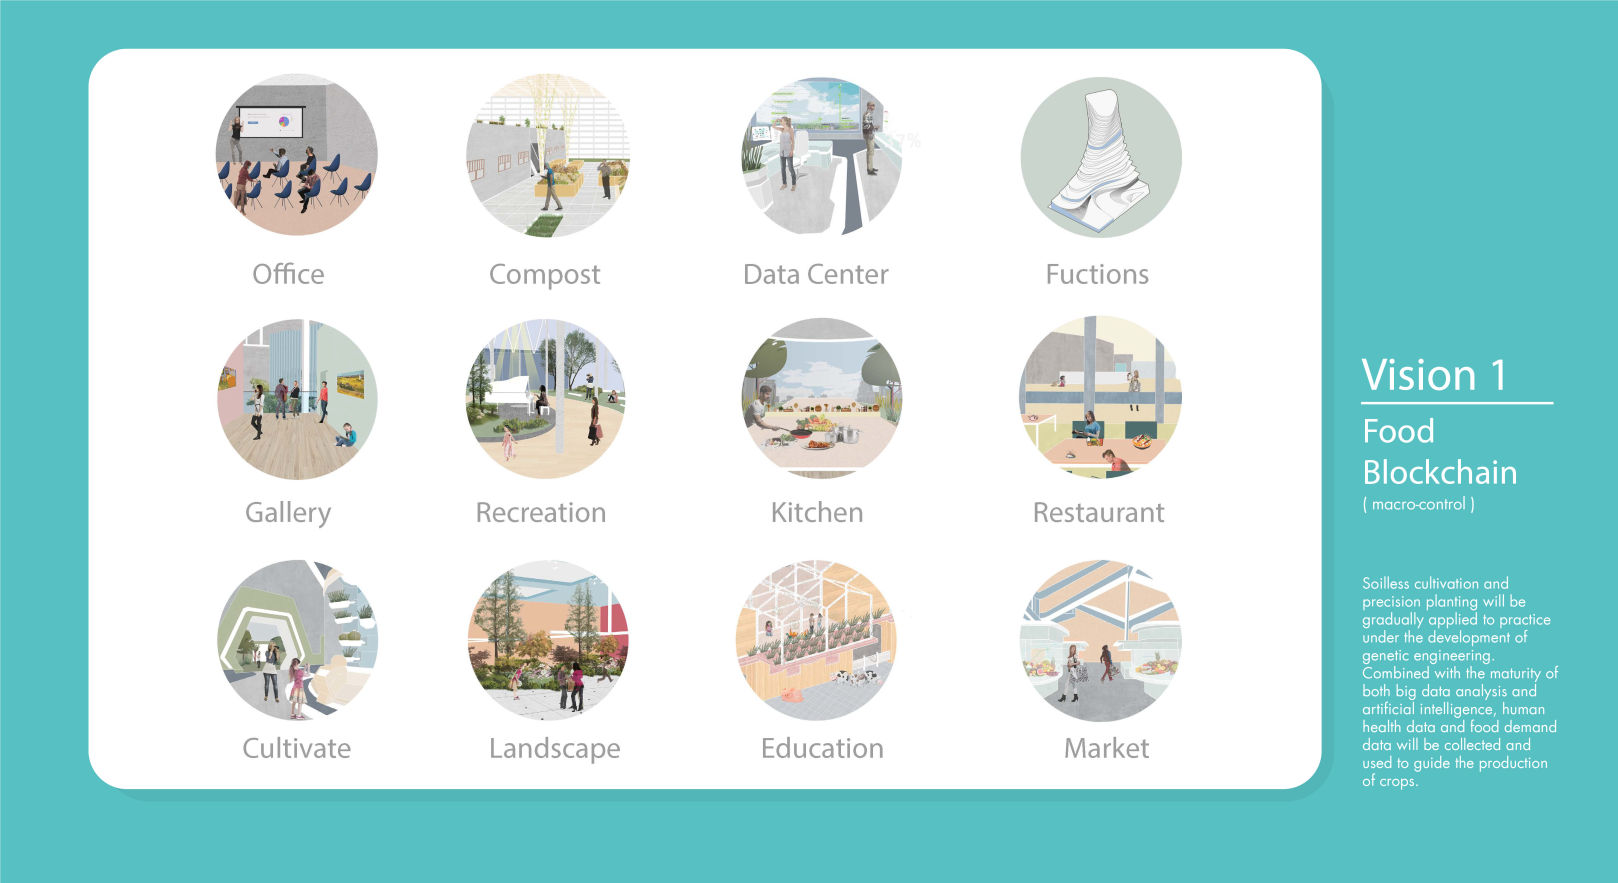 Office
Compost
Data Center
Fuctions
Gallery
Recreation
Kitchen
Restaurant
Cultivate
Landscape
Education
Market
7%
Vision 1
Food
Blockchain
( macro-control )
Soilless cultivation and
precision planting will be
gradually applied to practice
under the development of
genetic engineering.
Combined with the maturity of
both big data analysis and
artificial intelligence, human
health data and food demand
data will be collected and
used to guide the production
of crops.